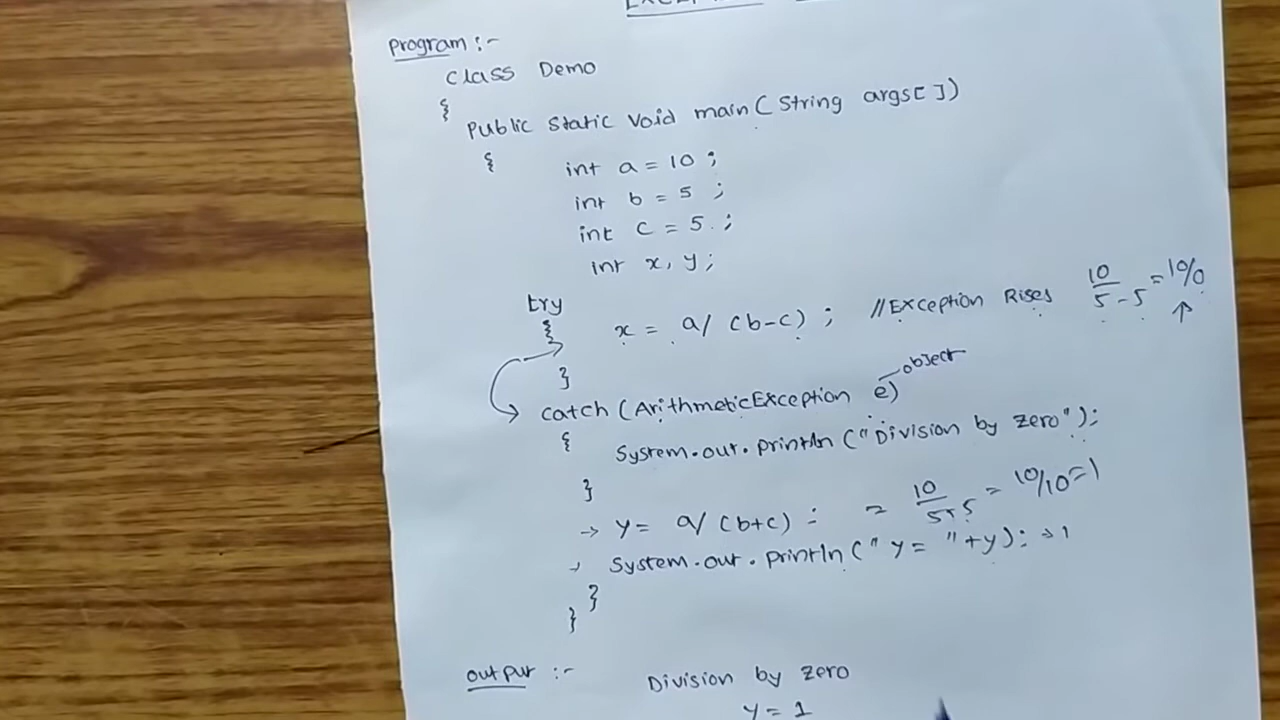 Program :-
Class Demo
{
Public Static Void main( String args[ ])
{ int a = 10 ;
int b = 5 ;
int c = 5 ;
int x, y ;
try
{ x = a/ (b-c) ; //Exception Rises 10/5-5 = 10/0
}
catch (ArithmeticException e) object
{ System.out.println ("Division by zero");
}
→ y = a/ (b+c) ; = 10/5+5 = 10/10 = 1
→ System.out.println (" y = "+y); → 1
}
}
output :- Division by zero
y = 1